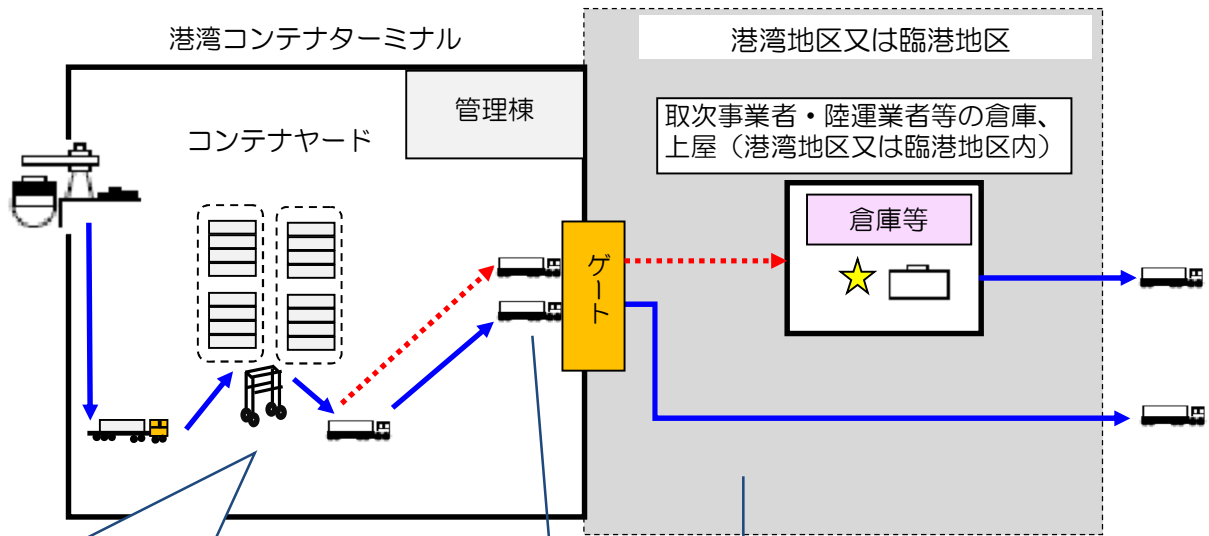 港湾コンテナターミナル
港湾地区又は臨港地区
管理棟
コンテナヤード
取次事業者・陸運業者等の倉庫、
上屋（港湾地区又は臨港地区内）
倉庫等
ゲート